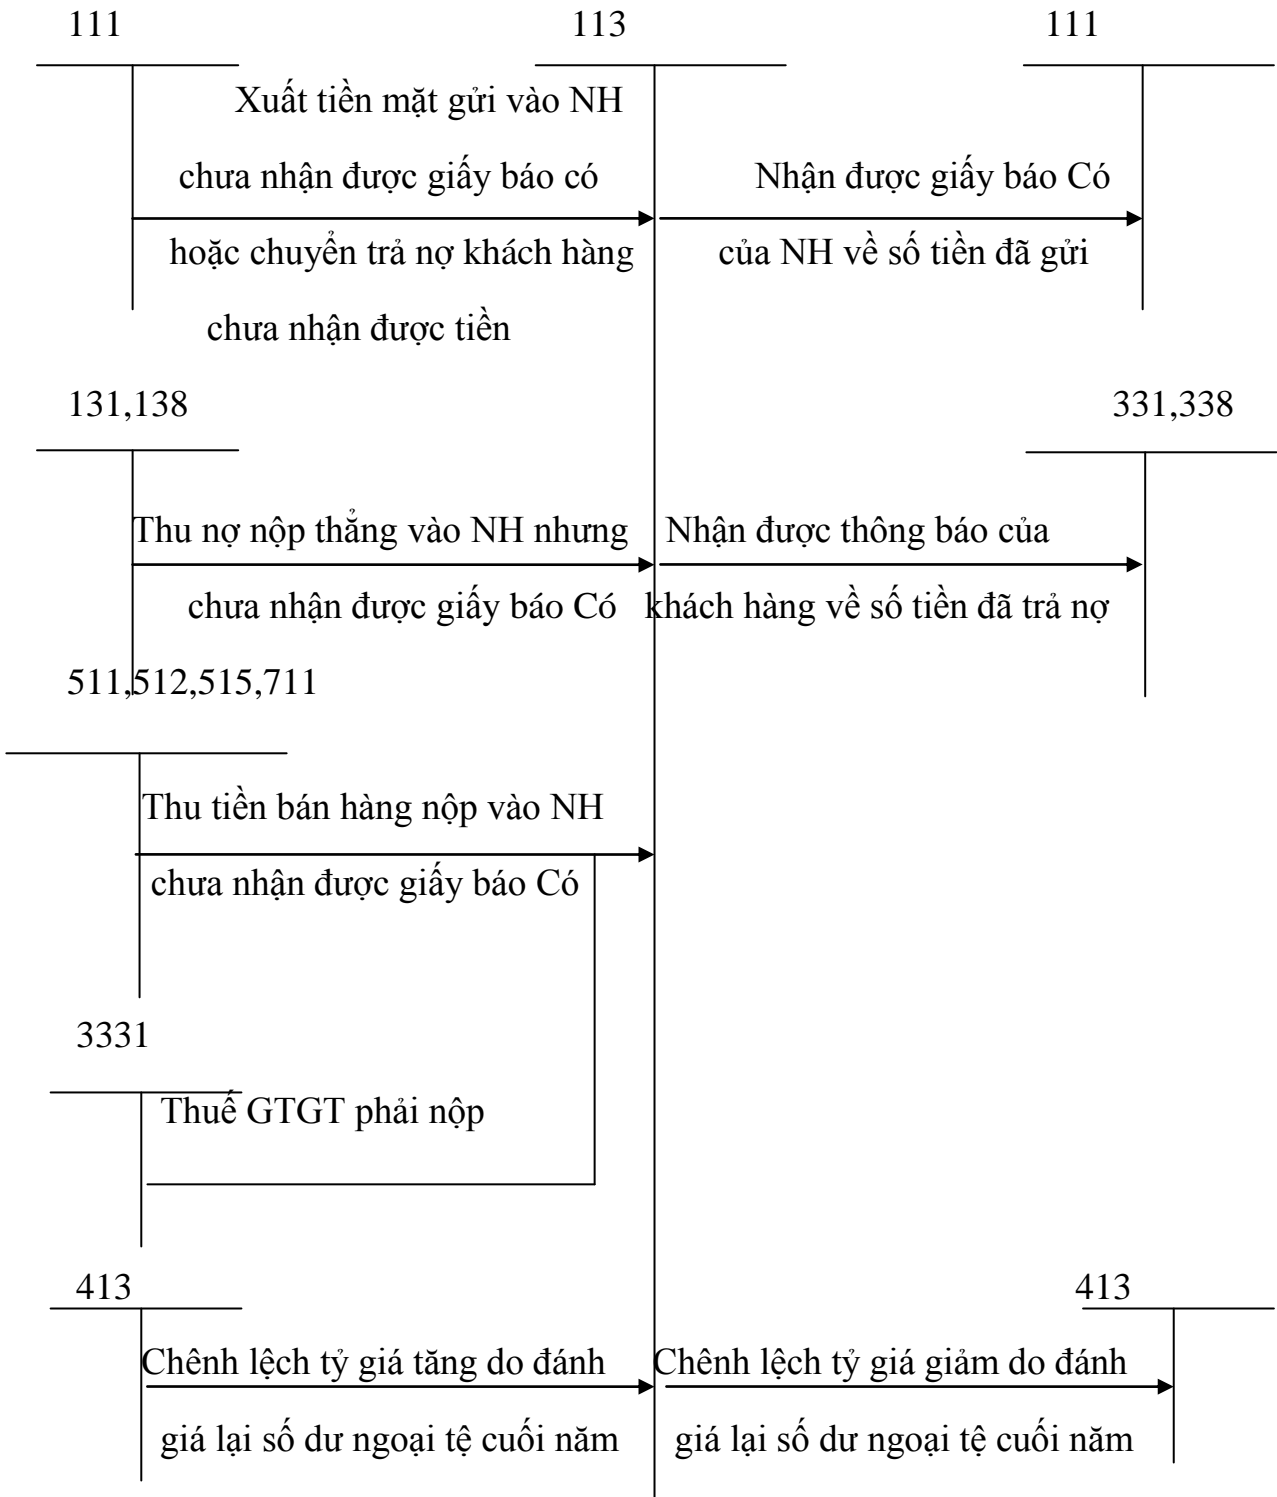 111 113 111
Xuất tiền mặt gửi vào NH
chưa nhận được giấy báo có Nhận được giấy báo Có
hoặc chuyển trả nợ khách hàng của NH về số tiền đã gửi
chưa nhận được tiền
131,138 331,338
Thu nợ nộp thẳng vào NH nhưng Nhận được thông báo của
chưa nhận được giấy báo Có khách hàng về số tiền đã trả nợ
511,512,515,711
Thu tiền bán hàng nộp vào NH
chưa nhận được giấy báo Có
3331
Thuế GTGT phải nộp
413 413
Chênh lệch tỷ giá tăng do đánh Chênh lệch tỷ giá giảm do đánh
giá lại số dư ngoại tệ cuối năm giá lại số dư ngoại tệ cuối năm